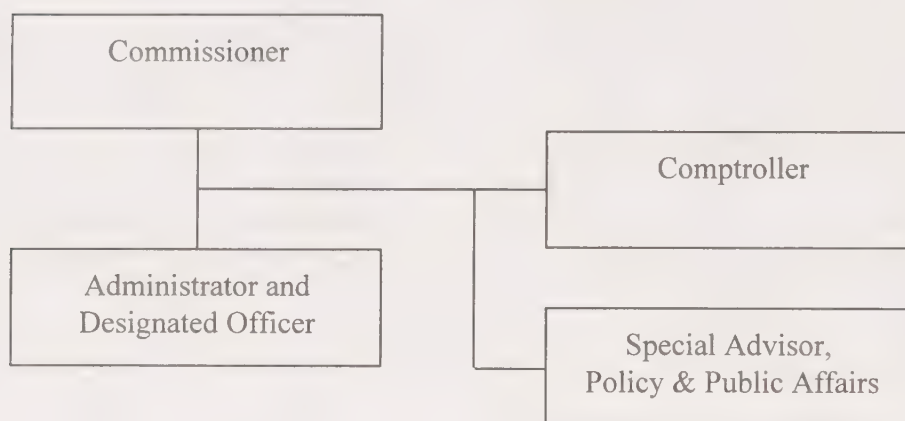 Commissioner
Comptroller
Administrator and
Designated Officer
Special Advisor,
Policy & Public Affairs